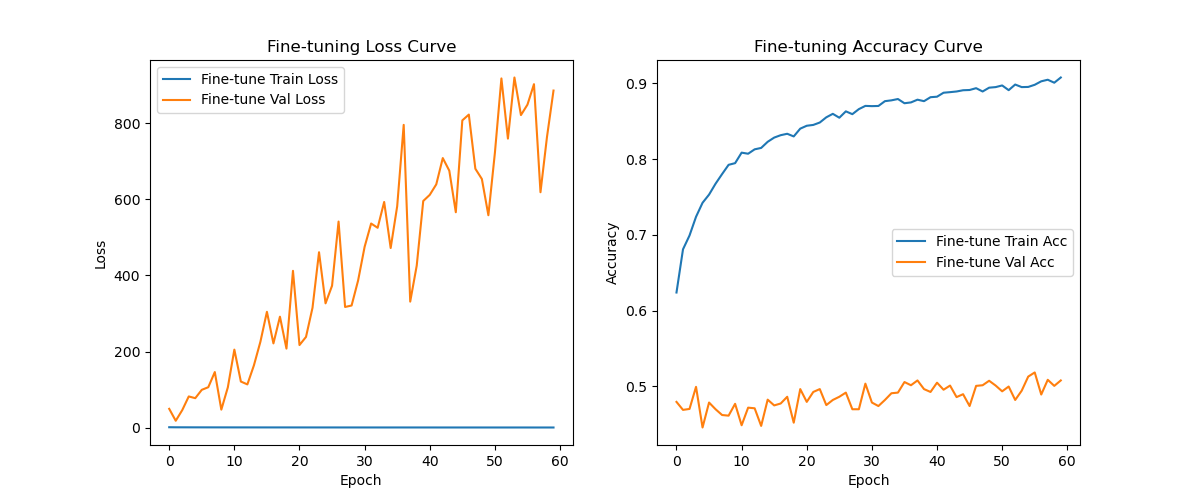 Fine-tuning Loss Curve
Fine-tune Train Loss
Fine-tune Val Loss
Loss
800
600
400
200
0
0 10 20 30 40 50 60
Epoch
Fine-tuning Accuracy Curve
Accuracy
0.9
0.8
0.7
0.6
0.5
Fine-tune Train Acc
Fine-tune Val Acc
0 10 20 30 40 50 60
Epoch